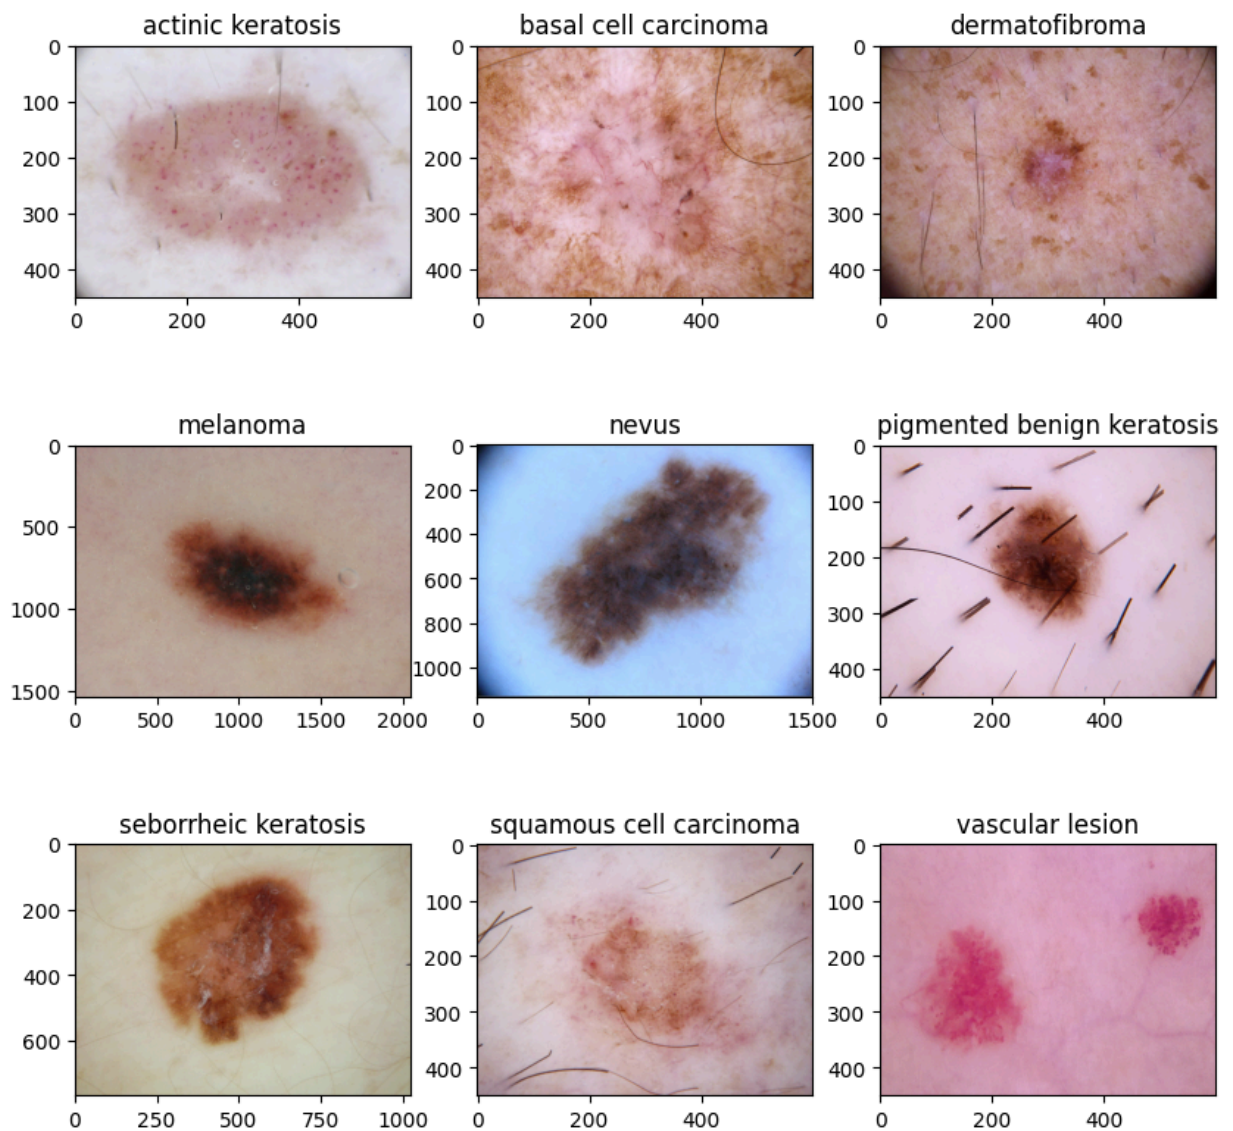 actinic keratosis basal cell carcinoma dermatofibroma
0 0 0
100 100 100
200 200 200
300 300 300
400 400 400
0 200 400 0 200 400 0 200 400
melanoma nevus pigmented benign keratosis
0 0 0
500 200 100
400 200
1000 600 300
800 400
1500 1000
0 500 1000 1500 2000 0 500 1000 1500 0 200 400
seborrheic keratosis squamous cell carcinoma vascular lesion
0 0 0
200 100 100
200 200
400 300 300
600 400 400
0 250 500 750 1000 0 200 400 0 200 400